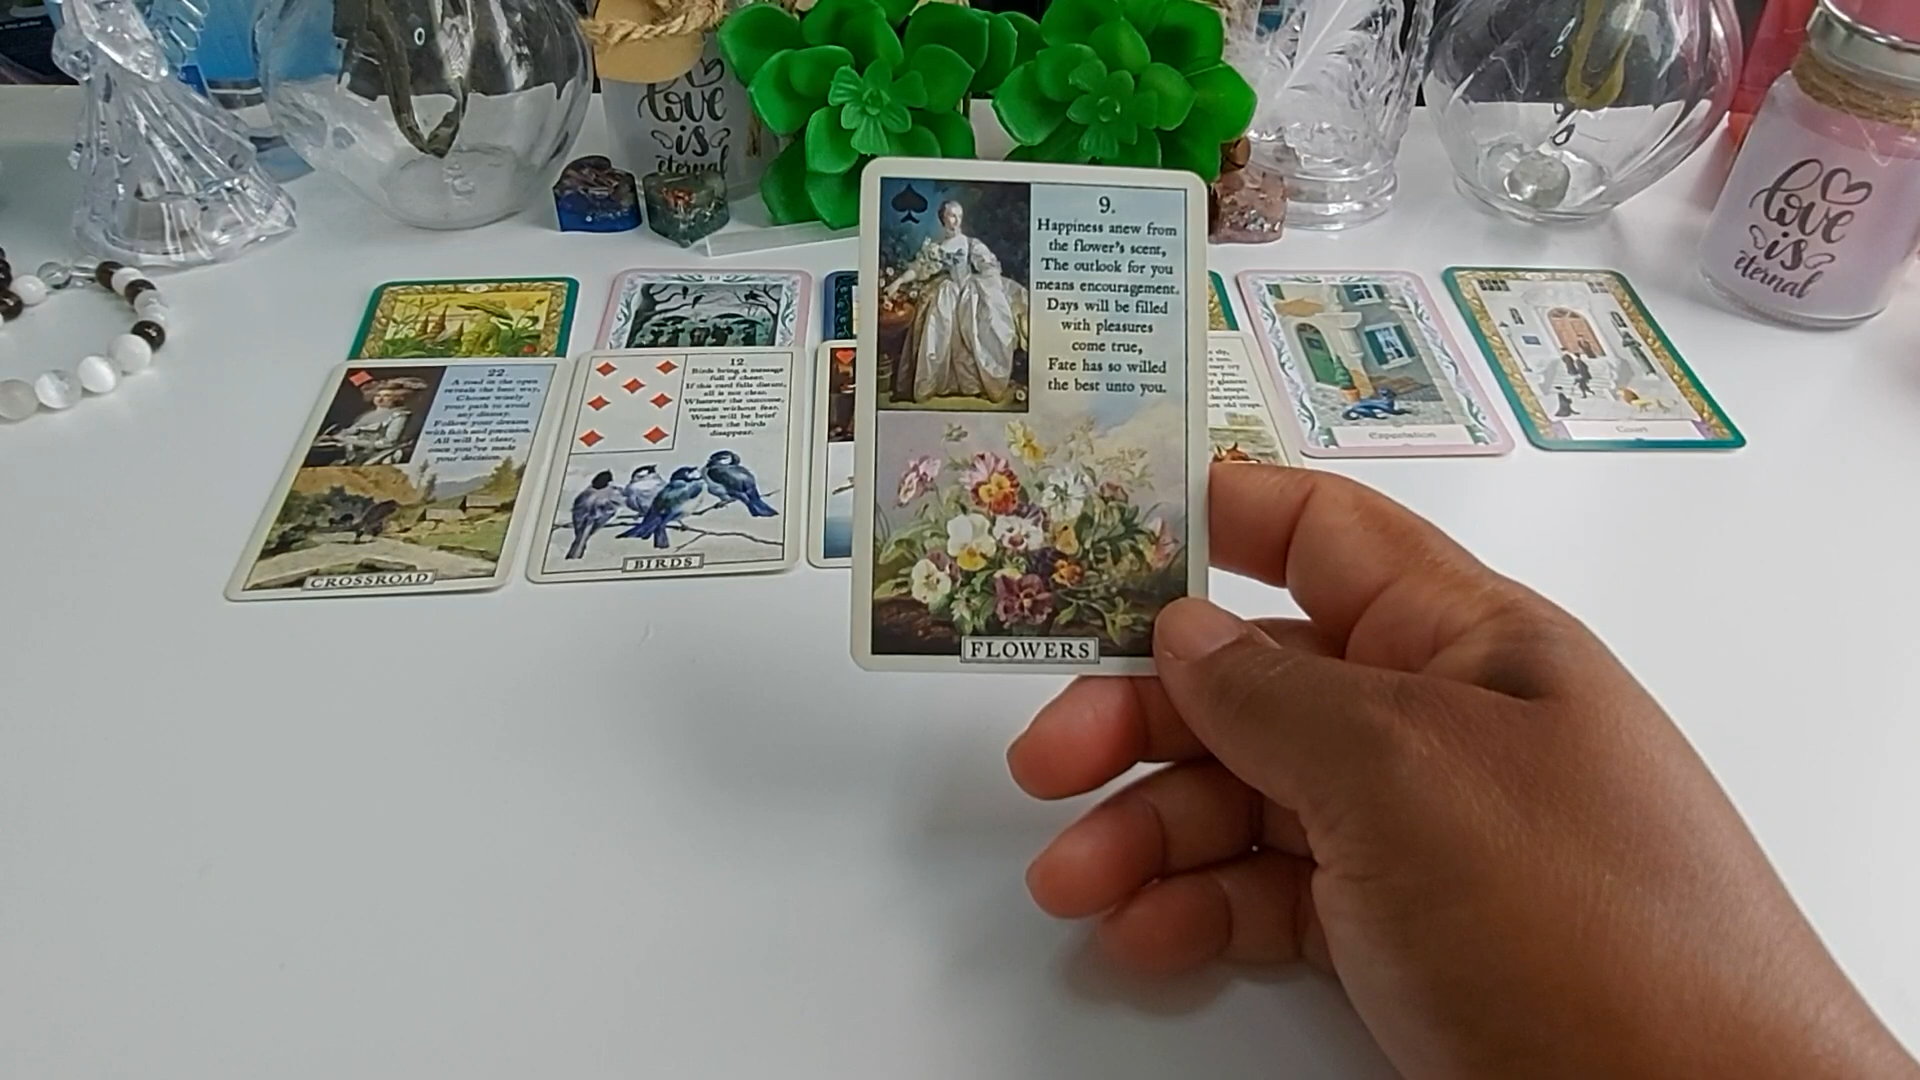 love
is
eternal
love
is
eternal
9.
Happiness anew from
the flower's scent,
The outlook for you
means encouragement.
Days will be filled
with pleasures
come true,
Fate has so willed
the best unto you.
FLOWERS
22
A road in the open
reveals the best way,
Choose wisely
your path to avoid
any dismay.
Follow your dreams
with faith and precision.
All will be clear,
once you've made
your decision.
CROSSROAD
12.
Birds bring a message
full of cheer.
If this card falls distant,
all is not clear.
Whatever the outcome,
remain without fear.
Woes will be brief
when the birds
disappear.
BIRDS
Expectation
Court